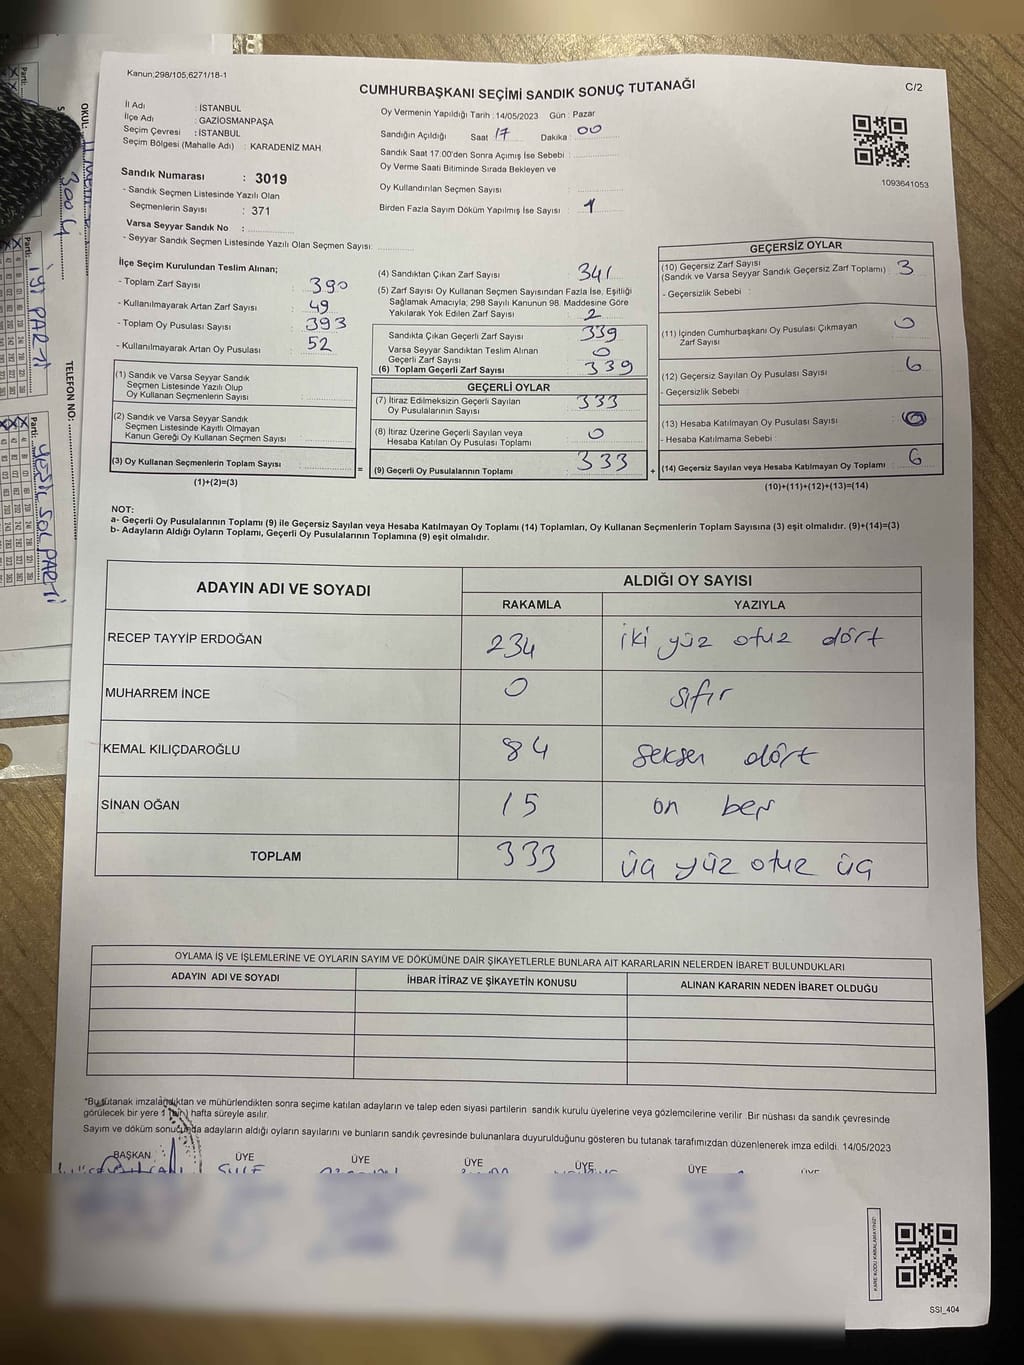 Kanun;298/105,6271/18-1
CUMHURBAŞKANI SEÇİMİ SANDIK SONUÇ TUTANAĞI
C/2
İl Adı : İSTANBUL
İlçe Adı : GAZİOSMANPAŞA
Seçim Çevresi : İSTANBUL
Seçim Bölgesi (Mahalle Adı) : KARADENİZ MAH
Sandık Numarası : 3019
- Sandık Seçmen Listesinde Yazılı Olan
Seçmenlerin Sayısı : 371
Varsa Seyyar Sandık No :
- Seyyar Sandık Seçmen Listesinde Yazılı Olan Seçmen Sayısı:
Oy Vermenin Yapıldığı Tarih : 14/05/2023 Gün : Pazar
Sandığın Açıldığı Saat 17 Dakika : 00
Sandık Saat 17:00'den Sonra Açımış İse Sebebi :
Oy Verme Saati Bitiminde Sırada Bekleyen ve
Oy Kullandırılan Seçmen Sayısı :
Birden Fazla Sayım Döküm Yapılmış İse Sayısı : 1
1093641053
İlçe Seçim Kurulundan Teslim Alınan;
- Toplam Zarf Sayısı : 390
- Kullanılmayarak Artan Zarf Sayısı : 49
- Toplam Oy Pusulası Sayısı : 393
- Kullanılmayarak Artan Oy Pusulası : 52
(1) Sandık ve Varsa Seyyar Sandık
Seçmen Listesinde Yazılı Olup
Oy Kullanan Seçmenlerin Sayısı
(2) Sandık ve Varsa Seyyar Sandık
Seçmen Listesinde Kayıtlı Olmayan
Kanun Gereği Oy Kullanan Seçmen Sayısı :
(3) Oy Kullanan Seçmenlerin Toplam Sayısı :
(1)+(2)=(3)
=
(4) Sandıktan Çıkan Zarf Sayısı : 341
(5) Zarf Sayısı Oy Kullanan Seçmen Sayısından Fazla İse, Eşitliği
Sağlamak Amacıyla; 298 Sayılı Kanunun 98. Maddesine Göre
Yakılarak Yok Edilen Zarf Sayısı : 2
Sandıkta Çıkan Geçerli Zarf Sayısı : 339
Varsa Seyyar Sandıktan Teslim Alınan
Geçerli Zarf Sayısı : 0
(6) Toplam Geçerli Zarf Sayısı : 339
GEÇERLİ OYLAR
(7) İtiraz Edilmeksizin Geçerli Sayılan
Oy Pusulalarının Sayısı : 333
(8) İtiraz Üzerine Geçerli Sayılan veya
Hesaba Katılan Oy Pusulası Toplamı : 0
(9) Geçerli Oy Pusulalarının Toplamı : 333
+
GEÇERSİZ OYLAR
(10) Geçersiz Zarf Sayısı
(Sandık ve Varsa Seyyar Sandık Geçersiz Zarf Toplamı) : 3
- Geçersizlik Sebebi :
(11) İçinden Cumhurbaşkanı Oy Pusulası Çıkmayan
Zarf Sayısı : 0
(12) Geçersiz Sayılan Oy Pusulası Sayısı : 6
- Geçersizlik Sebebi :
(13) Hesaba Katılmayan Oy Pusulası Sayısı : 0
- Hesaba Katılmama Sebebi :
(14) Geçersiz Sayılan veya Hesaba Katılmayan Oy Toplamı : 6
(10)+(11)+(12)+(13)=(14)
NOT:
a- Geçerli Oy Pusulalarının Toplamı (9) ile Geçersiz Sayılan veya Hesaba Katılmayan Oy Toplamı (14) Toplamları, Oy Kullanan Seçmenlerin Toplam Sayısına (3) eşit olmalıdır. (9)+(14)=(3)
b- Adayların Aldığı Oyların Toplamı, Geçerli Oy Pusulalarının Toplamına (9) eşit olmalıdır.
ADAYIN ADI VE SOYADI ALDIĞI OY SAYISI
RAKAMLA YAZIYLA
RECEP TAYYİP ERDOĞAN 234 iki yüz otuz dört
MUHARREM İNCE 0 sıfır
KEMAL KILIÇDAROĞLU 84 seksen dört
SİNAN OĞAN 15 on beş
TOPLAM 333 üç yüz otuz üç
OYLAMA İŞ VE İŞLEMLERİNE VE OYLARIN SAYIM VE DÖKÜMÜNE DAİR ŞİKAYETLERLE BUNLARA AİT KARARLARIN NELERDEN İBARET BULUNDUKLARI
ADAYIN ADI VE SOYADI İHBAR İTİRAZ VE ŞİKAYETİN KONUSU ALINAN KARARIN NEDEN İBARET OLDUĞU
*Bu tutanak imzalandıktan ve mühürlendikten sonra seçime katılan adayların ve talep eden siyasi partilerin sandık kurulu üyelerine veya gözlemcilerine verilir. Bir nüshası da sandık çevresinde
görülecek bir yere 1 (bir) hafta süreyle asılır.
Sayım ve döküm sonucunda adayların aldığı oyların sayılarını ve bunların sandık çevresinde bulunanlara duyurulduğunu gösteren bu tutanak tarafımızdan düzenlenerek imza edildi. 14/05/2023
BAŞKAN ÜYE ÜYE ÜYE ÜYE ÜYE ÜYE
KARE KODU KARALAMAYINIZ!
SSI_404
OKUL:
3004
TELEFON NO:
Parti:
İYİ PARTİ
Parti:
YEŞİL SOL PARTİ